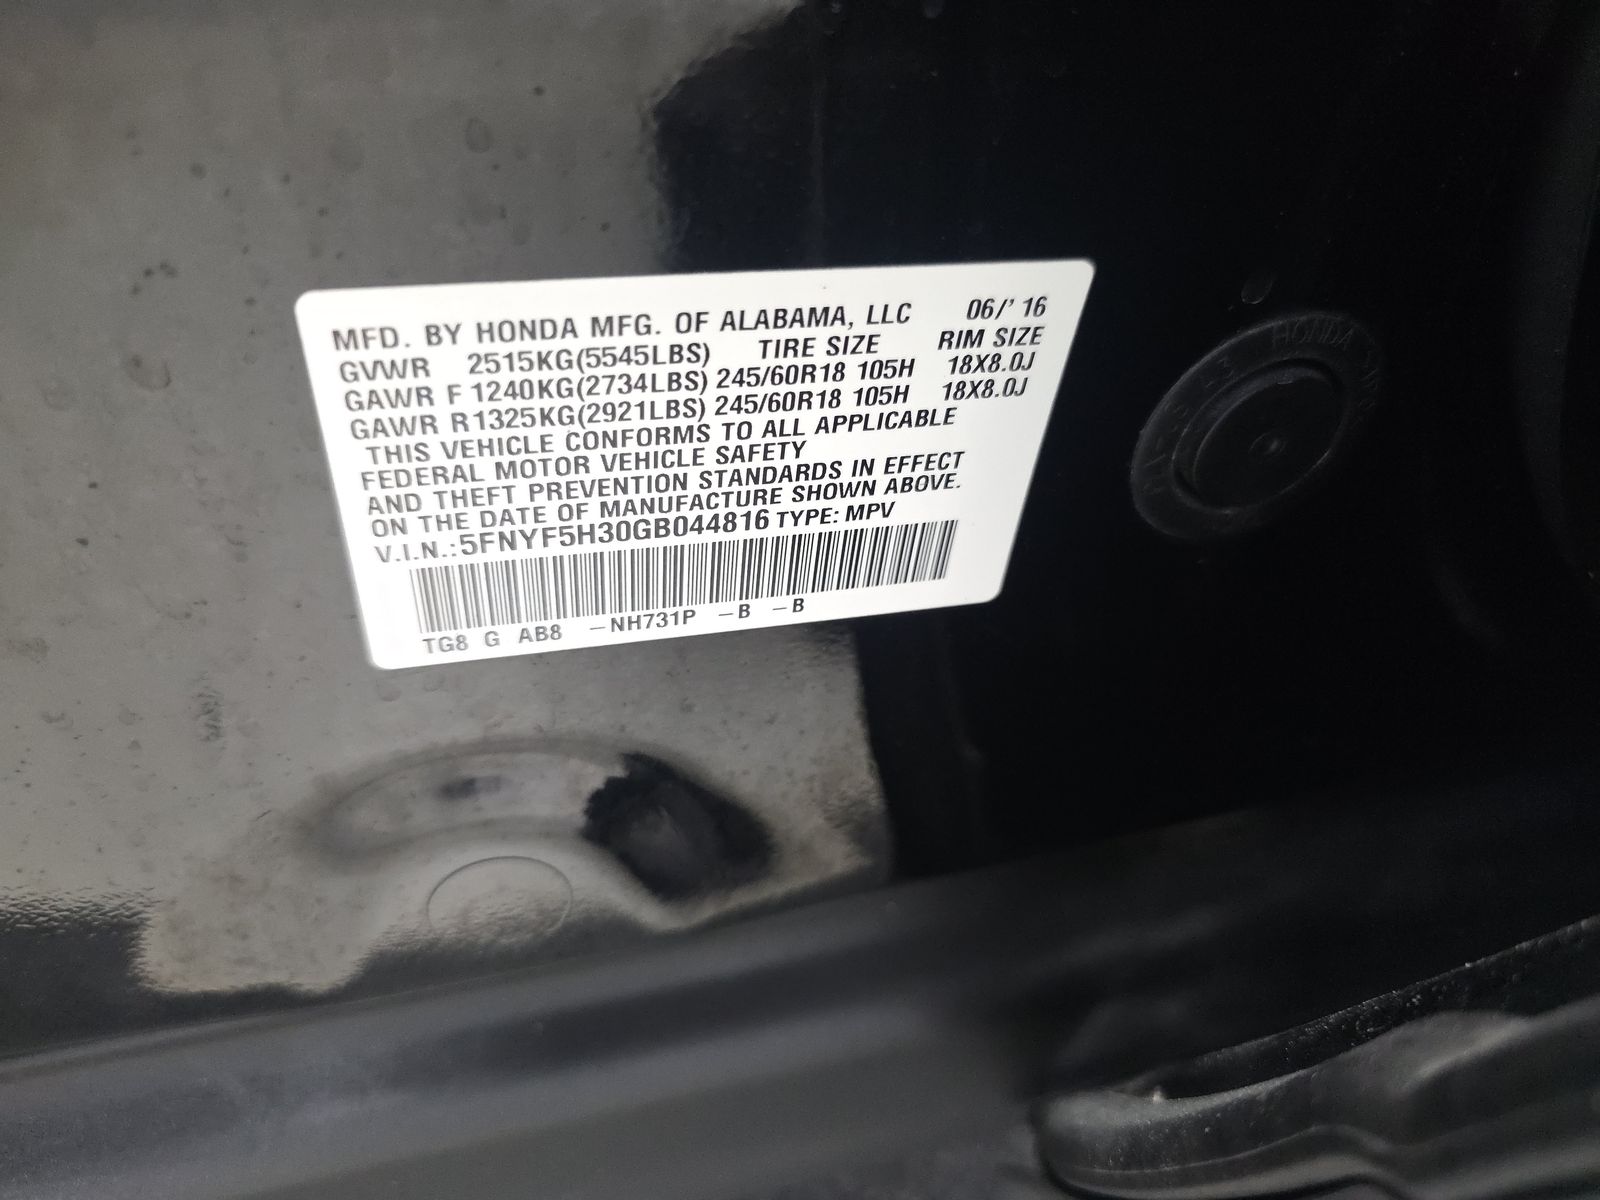 MFD. BY HONDA MFG. OF ALABAMA, LLC 06/' 16
GVWR 2515KG(5545LBS) TIRE SIZE RIM SIZE
GAWR F 1240KG(2734LBS) 245/60R18 105H 18X8.0J
GAWR R1325KG(2921LBS) 245/60R18 105H 18X8.0J
THIS VEHICLE CONFORMS TO ALL APPLICABLE
FEDERAL MOTOR VEHICLE SAFETY
AND THEFT PREVENTION STANDARDS IN EFFECT
ON THE DATE OF MANUFACTURE SHOWN ABOVE.
V.I.N.:5FNYF5H30GB044816 TYPE: MPV
TG8 G AB8 -NH731P -B -B
HONDA